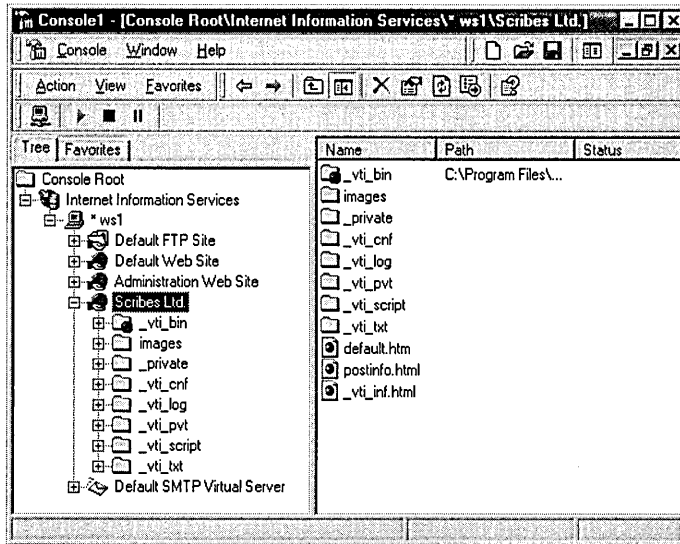 Console1 - [Console Root\Internet Information Services\* ws1\Scribes Ltd.]
Console Window Help
Action View Favorites
Tree Favorites
Name Path Status
Console Root
Internet Information Services
* ws1
Default FTP Site
Default Web Site
Administration Web Site
Scribes Ltd.
_vti_bin
images
_private
_vti_cnf
_vti_log
_vti_pvt
_vti_script
_vti_txt
Default SMTP Virtual Server
_vti_bin C:\Program Files\...
images
_private
_vti_cnf
_vti_log
_vti_pvt
_vti_script
_vti_txt
default.htm
postinfo.html
_vti_inf.html